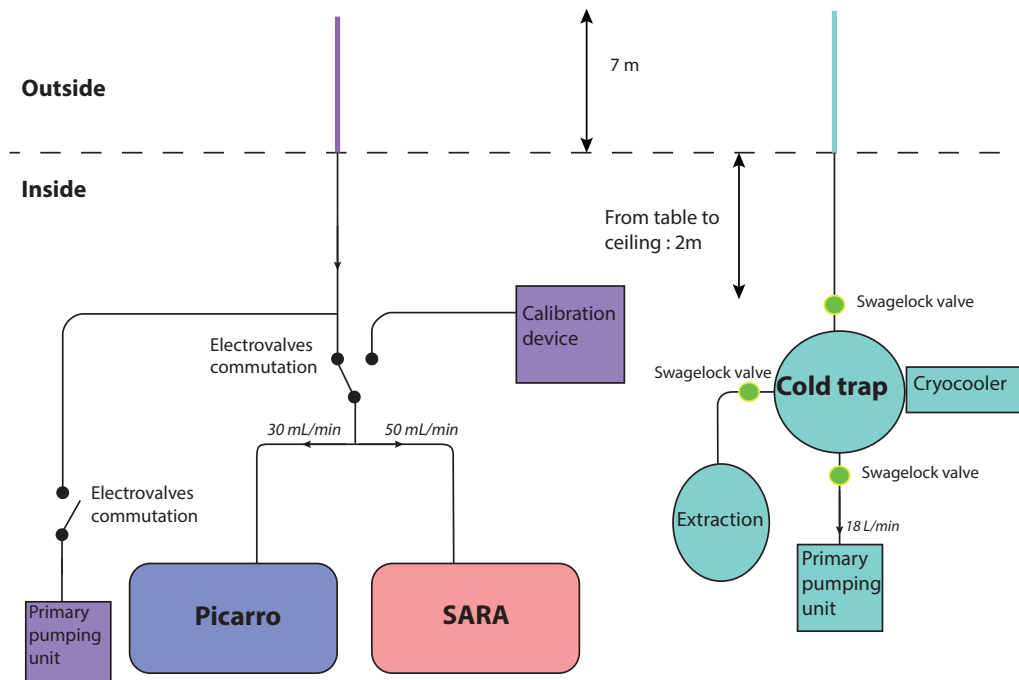 Outside
7 m
Inside
From table to
ceiling : 2m
Swagelock valve
Calibration
device
Electrovalves
commutation
Swagelock valve
Cold trap
Cryocooler
30 mL/min
50 mL/min
Swagelock valve
Electrovalves
commutation
Extraction
18 L/min
Primary
pumping
unit
Picarro
SARA
Primary
pumping
unit